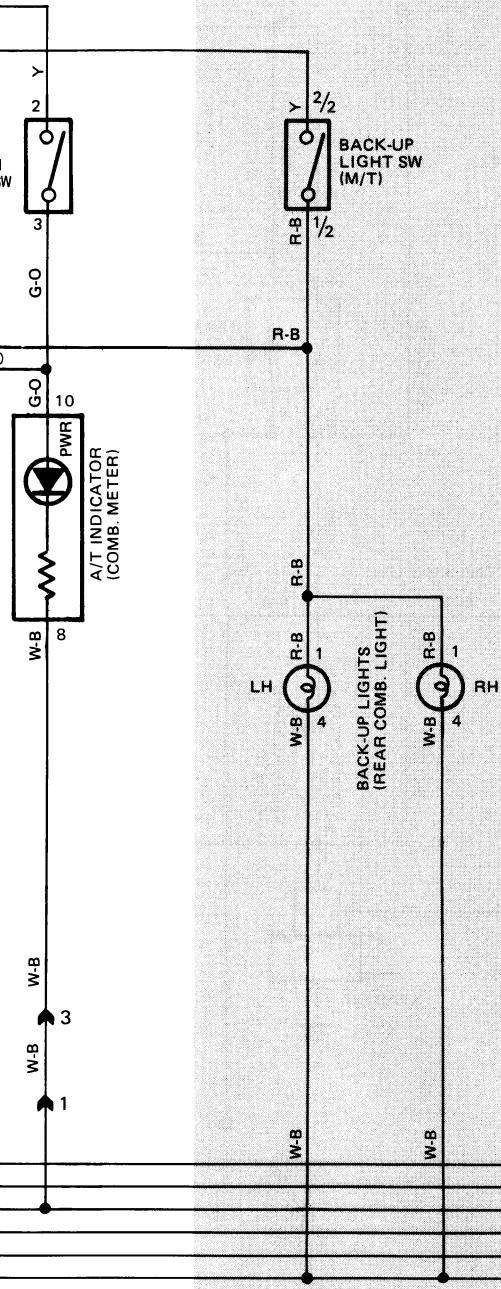 Y
2
SW
3
G-O
G-O
10
PWR
A/T INDICATOR
(COMB. METER)
W-B
8
W-B
3
W-B
1
Y
2/2
BACK-UP
LIGHT SW
(M/T)
R-B
1/2
R-B
R-B
R-B
1
LH
W-B
4
BACK-UP LIGHTS
(REAR COMB. LIGHT)
R-B
1
RH
W-B
4
W-B
W-B